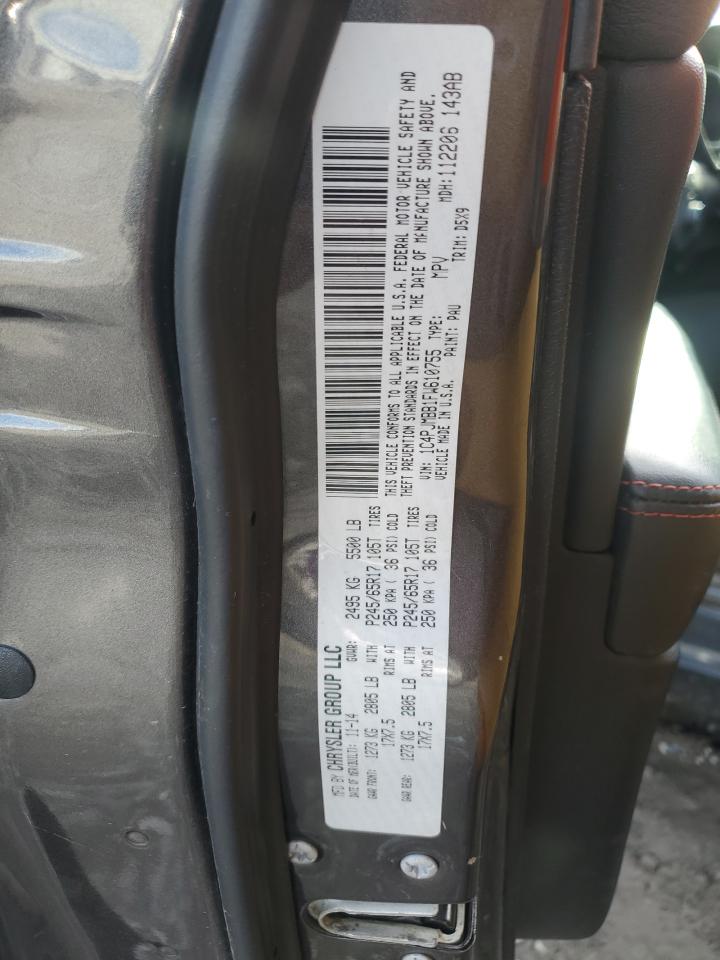 MFD BY CHRYSLER GROUP LLC
DATE OF MFR(BUILT): 11-14 GVWR: 2495 KG 5500 LB
GAWR FRONT: 1273 KG 2805 LB WITH P245/65R17 105T TIRES
17X7.5 RIMS AT 250 KPA ( 36 PSI) COLD
GAWR REAR: 1273 KG 2805 LB WITH P245/65R17 105T TIRES
17X7.5 RIMS AT 250 KPA ( 36 PSI) COLD
THIS VEHICLE CONFORMS TO ALL APPLICABLE U.S.A. FEDERAL MOTOR VEHICLE SAFETY AND
THEFT PREVENTION STANDARDS IN EFFECT ON THE DATE OF MANUFACTURE SHOWN ABOVE.
VIN: 1C4PJMBB1FW610755 TYPE: MPV MDH:112206 143AB
VEHICLE MADE IN U.S.A. PAINT: PAU TRIM: D5X9